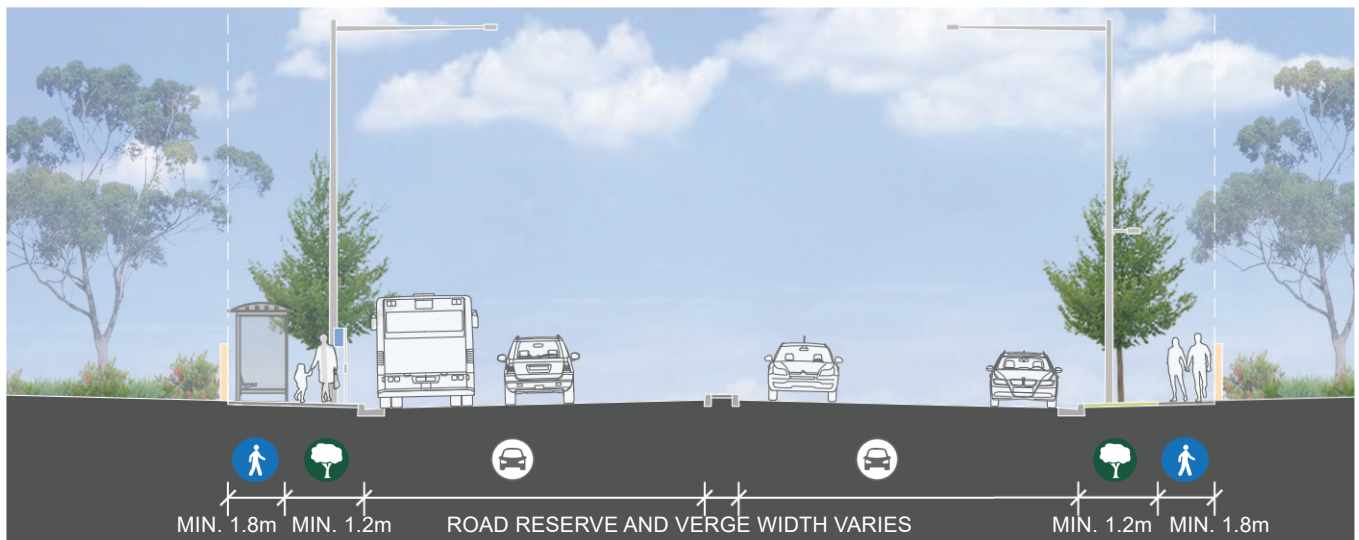 MIN. 1.8m MIN. 1.2m ROAD RESERVE AND VERGE WIDTH VARIES MIN. 1.2m MIN. 1.8m